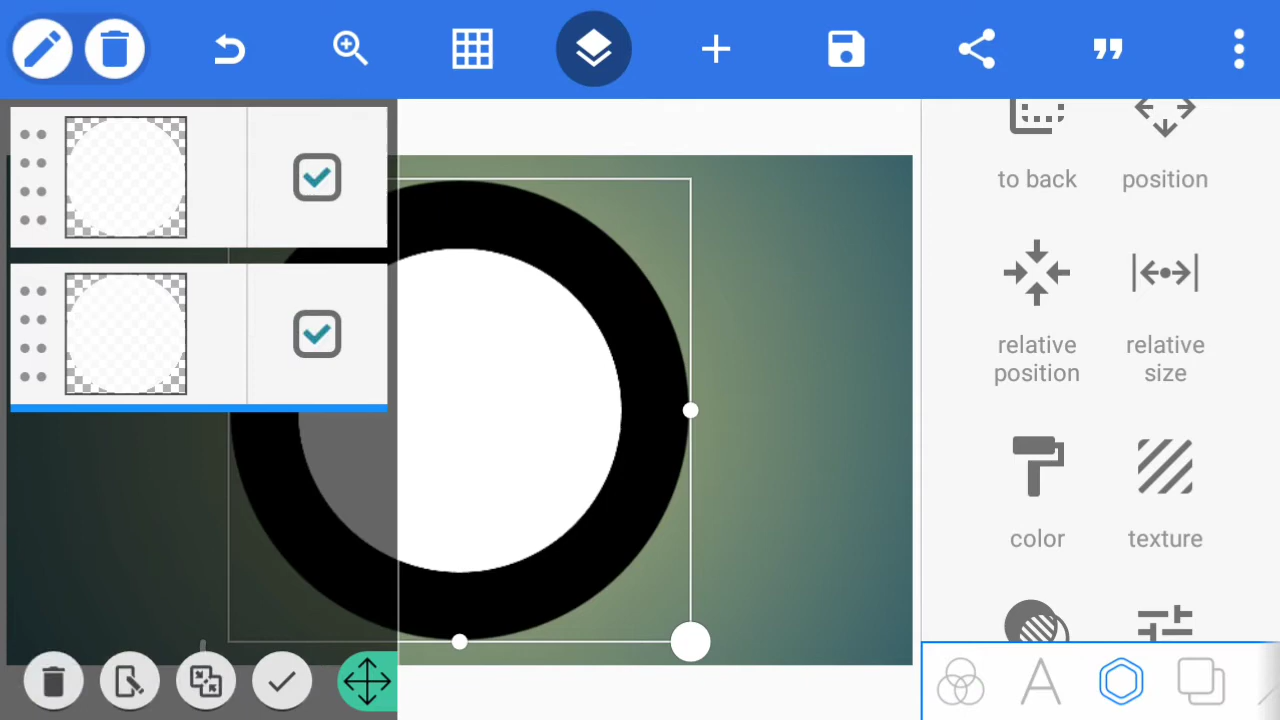 to back
position
relative
position
relative
size
color
texture